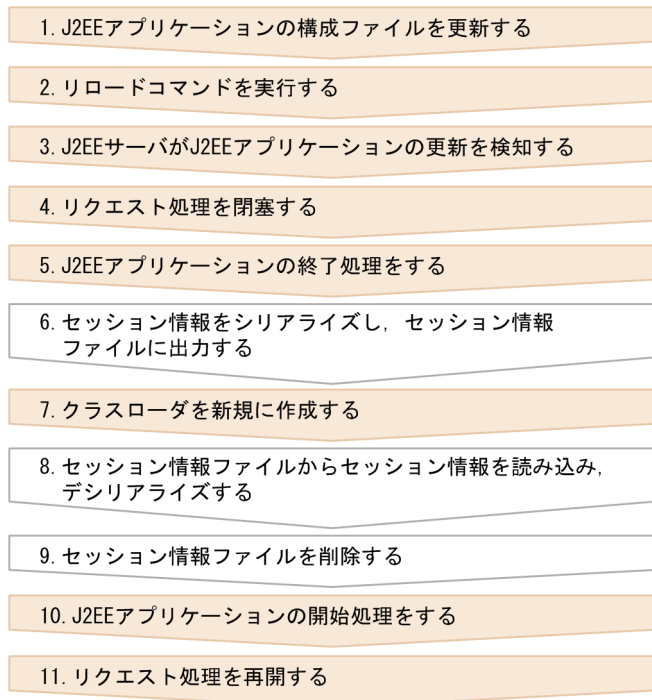 1. J2EEアプリケーションの構成ファイルを更新する
2. リロードコマンドを実行する
3. J2EEサーバがJ2EEアプリケーションの更新を検知する
4. リクエスト処理を閉塞する
5. J2EEアプリケーションの終了処理をする
6. セッション情報をシリアライズし，セッション情報
ファイルに出力する
7. クラスローダを新規に作成する
8. セッション情報ファイルからセッション情報を読み込み，
デシリアライズする
9. セッション情報ファイルを削除する
10. J2EEアプリケーションの開始処理をする
11. リクエスト処理を再開する